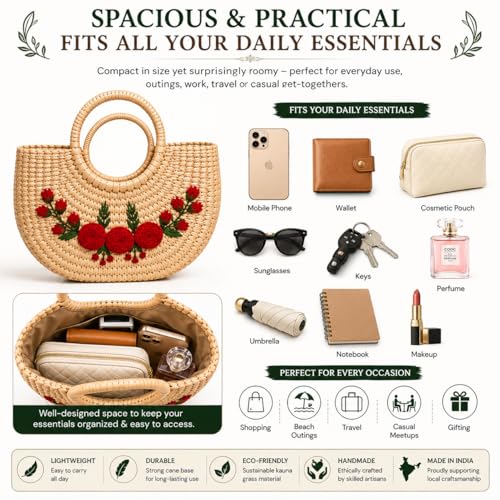 SPACIOUS & PRACTICAL
FITS ALL YOUR DAILY ESSENTIALS
Compact in size yet surprisingly roomy – perfect for everyday use,
outings, work, travel or casual get-togethers.
FITS YOUR DAILY ESSENTIALS
Mobile Phone
Wallet
Cosmetic Pouch
Sunglasses
Keys
Perfume
Umbrella
Notebook
Makeup
Well-designed space to keep your
essentials organized & easy to access.
PERFECT FOR EVERY OCCASION
Shopping
Beach
Outings
Travel
Casual
Meetups
Gifting
LIGHTWEIGHT
Easy to carry
all day
DURABLE
Strong cane base
for long-lasting use
ECO-FRIENDLY
Sustainable kauna
grass material
HANDMADE
Ethically crafted
by skilled artisans
MADE IN INDIA
Proudly supporting
local craftsmanship